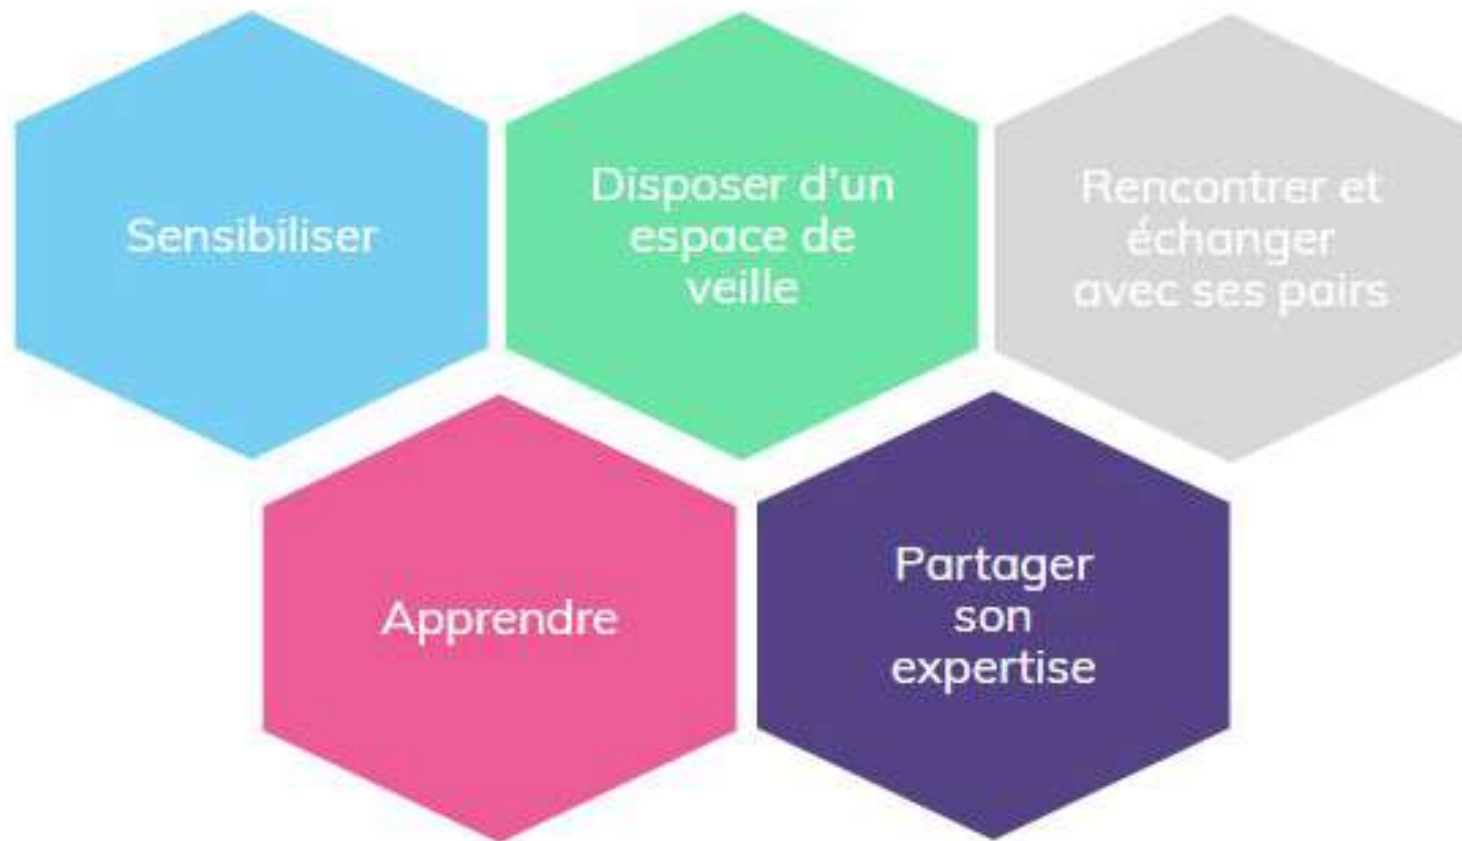 Sensibiliser
Disposer d'un
espace de
veille
Rencontrer et
échanger
avec ses pairs
Apprendre
Partager
son
expertise